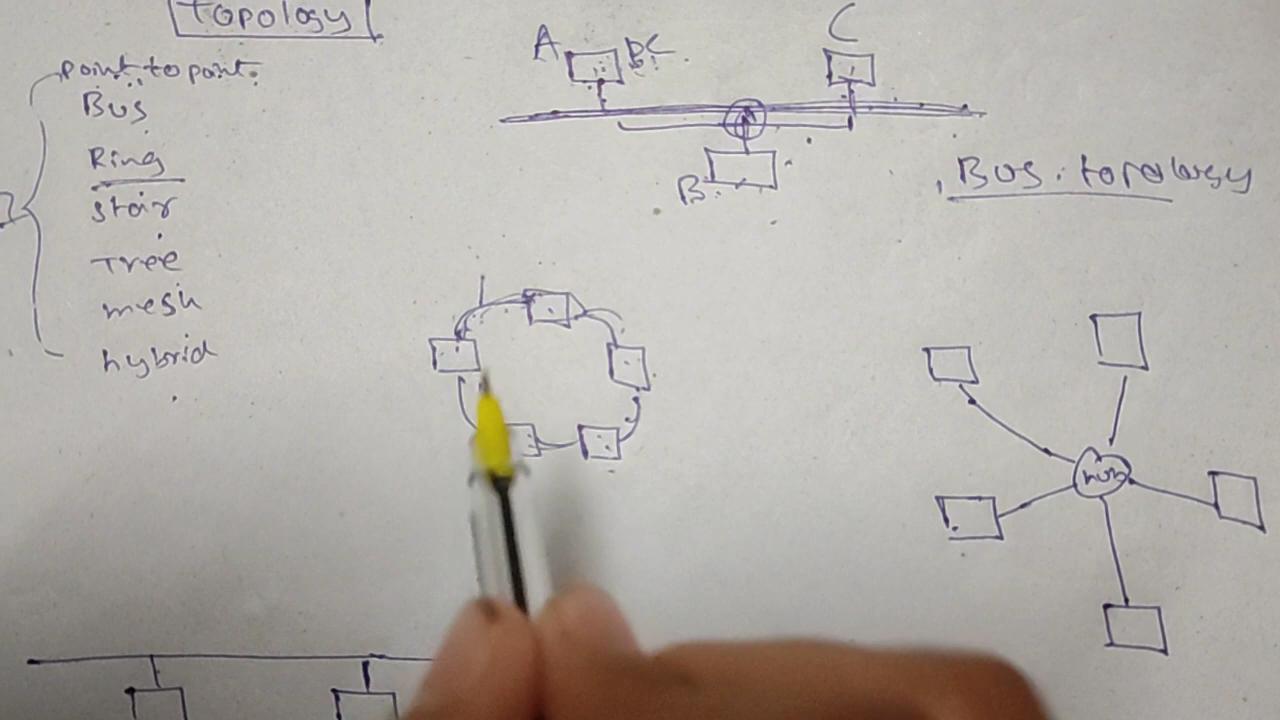 Topology
point to point
Bus
Ring
star
Tree
mesh
hybrid
A
C
B
Bus topology
hub